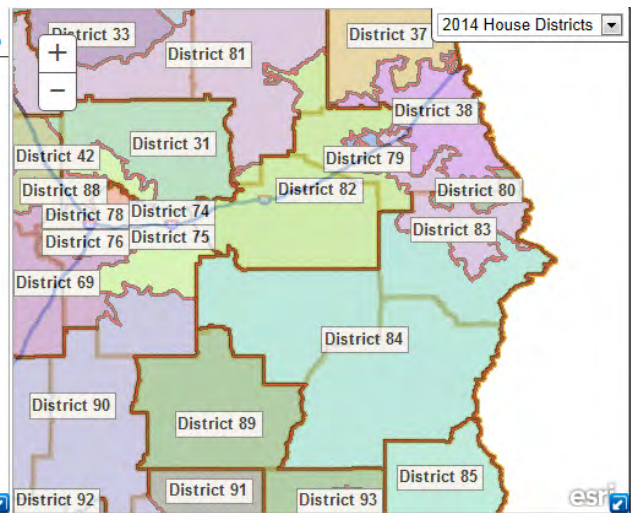 2014 House Districts
District 33
District 37
District 81
+
−
District 38
District 31
District 42
District 79
District 88
District 82
District 80
District 78
District 74
District 76
District 75
District 83
District 69
District 84
District 90
District 89
District 85
District 92
District 91
District 93
esri